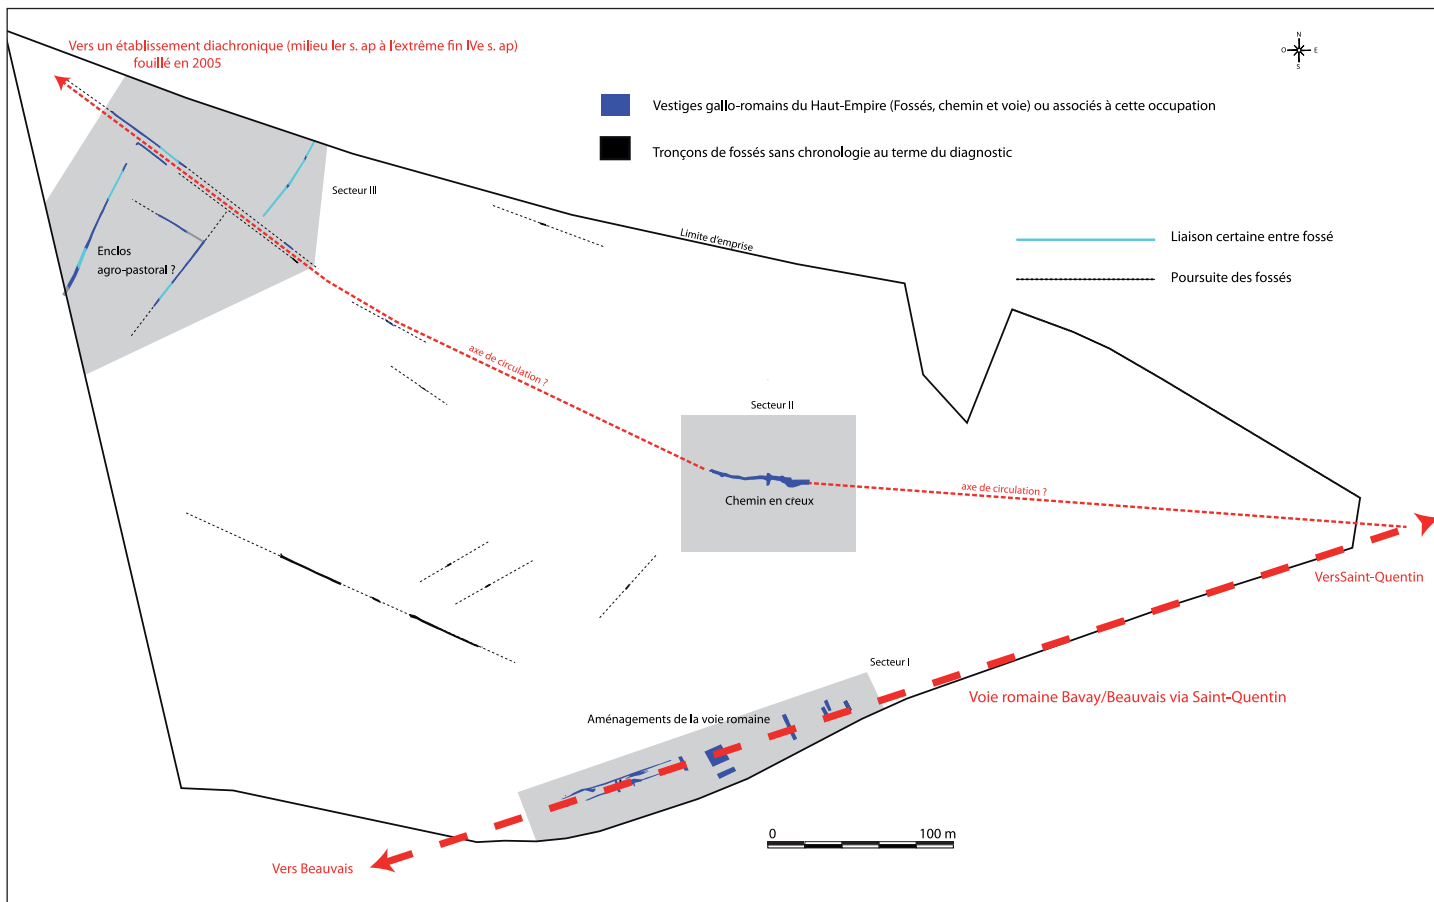 Vers un établissement diachronique (milieu Ier s. ap à l'extrême fin IVe s. ap)
fouillé en 2005
N
O
E
S
Vestiges gallo-romains du Haut-Empire (Fossés, chemin et voie) ou associés à cette occupation
Tronçons de fossés sans chronologie au terme du diagnostic
Secteur III
Limite d'emprise
Liaison certaine entre fossé
Poursuite des fossés
Enclos
agro-pastoral ?
axe de circulation ?
Secteur II
Chemin en creux
axe de circulation ?
VersSaint-Quentin
Secteur I
Voie romaine Bavay/Beauvais via Saint-Quentin
Aménagements de la voie romaine
0
100 m
Vers Beauvais